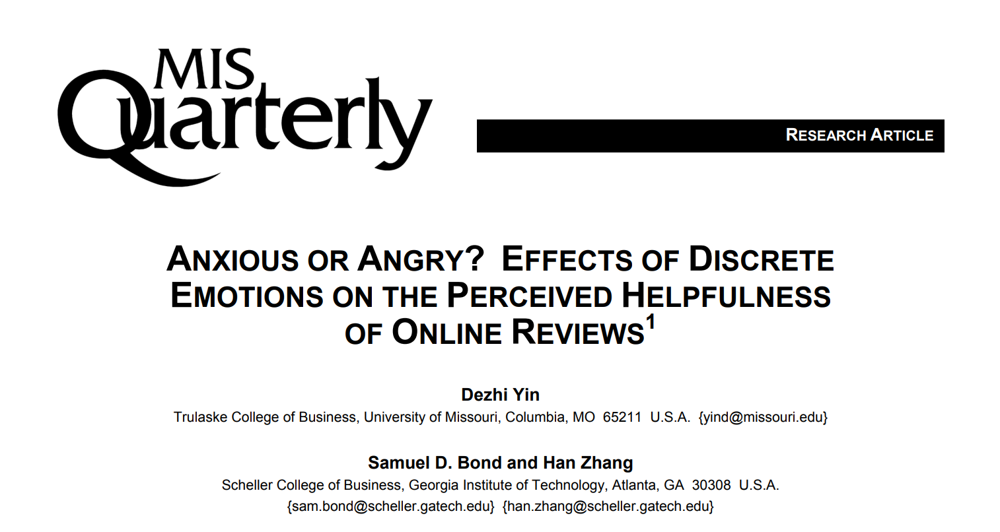 MIS
Quarterly
RESEARCH ARTICLE
ANXIOUS OR ANGRY? EFFECTS OF DISCRETE
EMOTIONS ON THE PERCEIVED HELPFULNESS
OF ONLINE REVIEWS1
Dezhi Yin
Trulaske College of Business, University of Missouri, Columbia, MO 65211 U.S.A. {yind@missouri.edu}
Samuel D. Bond and Han Zhang
Scheller College of Business, Georgia Institute of Technology, Atlanta, GA 30308 U.S.A.
{sam.bond@scheller.gatech.edu} {han.zhang@scheller.gatech.edu}